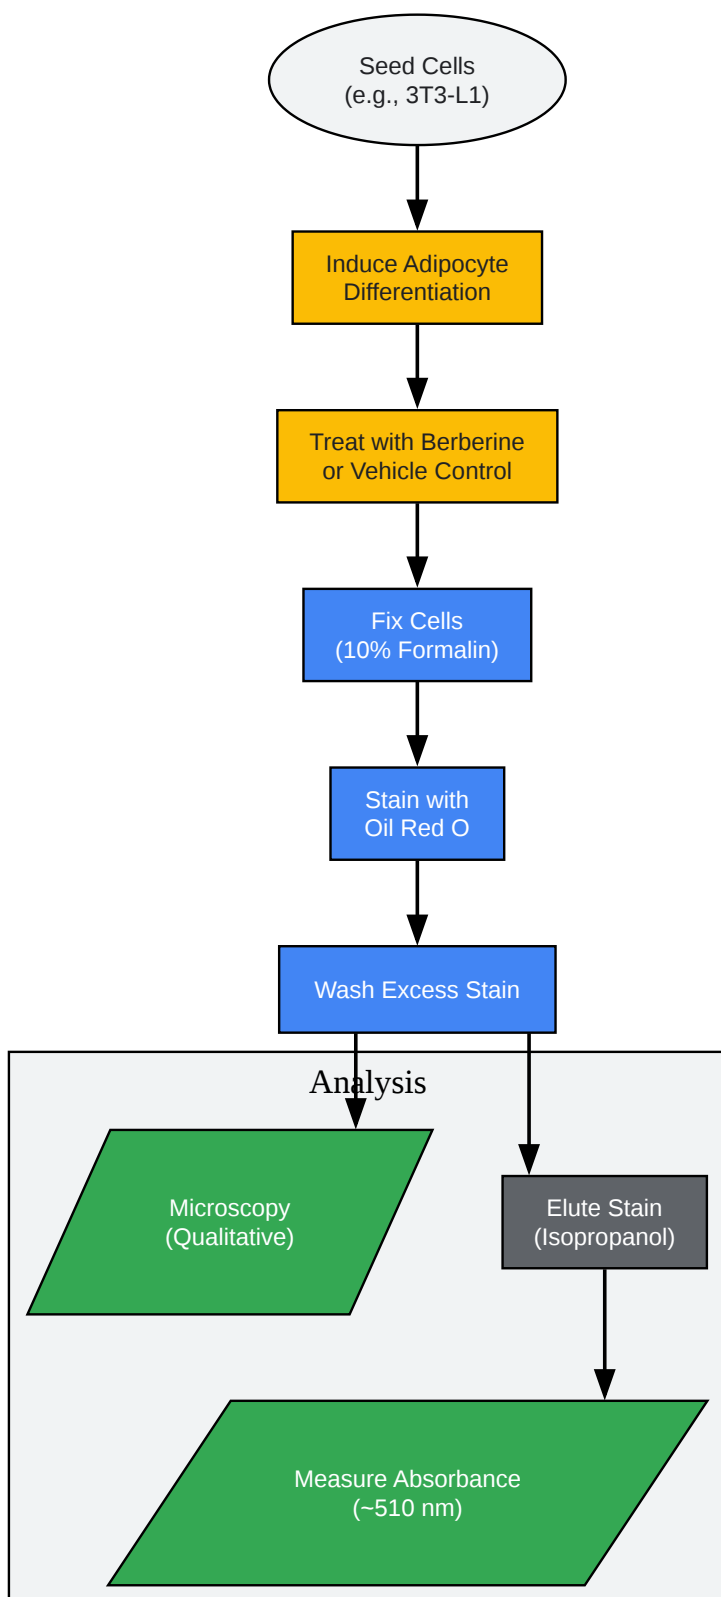 Seed Cells
(e.g., 3T3-L1)
Induce Adipocyte
Differentiation
Treat with Berberine
or Vehicle Control
Fix Cells
(10% Formalin)
Stain with
Oil Red O
Wash Excess Stain
Analysis
Microscopy
(Qualitative)
Elute Stain
(Isopropanol)
Measure Absorbance
(~510 nm)